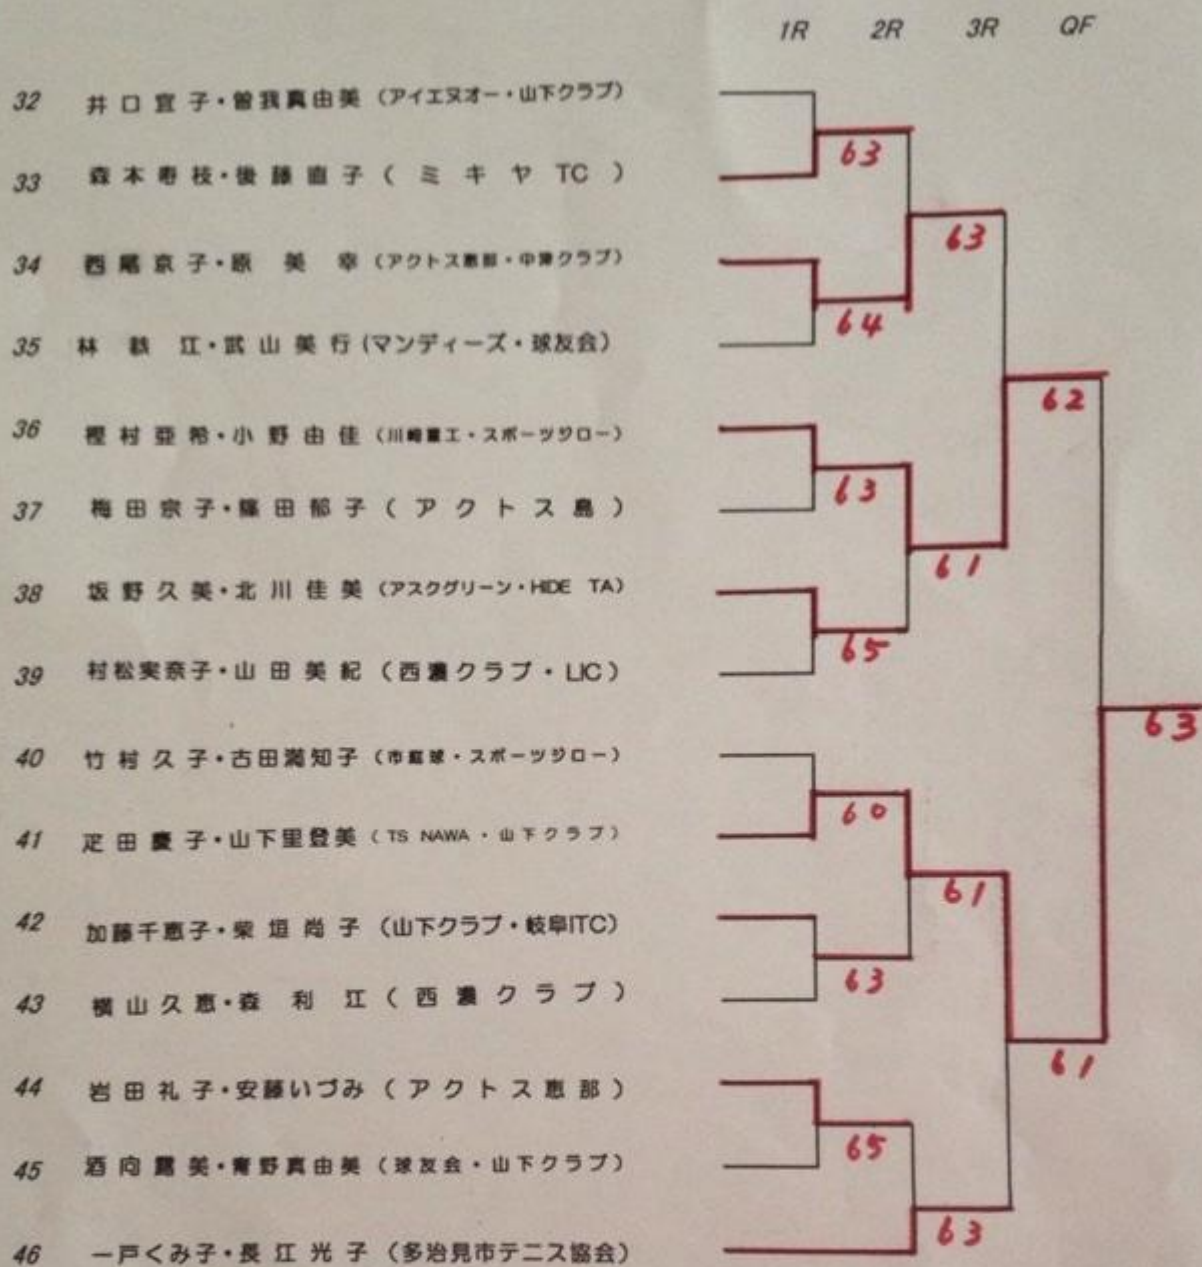 1R 2R 3R QF
32 井口宜子・曽我真由美 (アイエヌオー・山下クラブ)
33 森本寿枝・後藤直子 (ミキヤTC)
34 西尾京子・原 美幸 (アクトス恵那・中津クラブ)
35 林 江・武山美行 (マンディーズ・球友会)
36 樫村亜希・小野由佳 (川崎重工・スポーツジロー)
37 梅田宗子・篠田郁子 (アクトス島)
38 坂野久美・北川佳美 (アスクグリーン・HIDE TA)
39 村松実奈子・山田美紀 (西濃クラブ・LIC)
40 竹村久子・古田満知子 (市庭球・スポーツジロー)
41 疋田慶子・山下里登美 (TS NAWA・山下クラブ)
42 加藤千恵子・柴垣尚子 (山下クラブ・岐阜ITC)
43 横山久恵・森 利江 (西濃クラブ)
44 岩田礼子・安藤いづみ (アクトス恵那)
45 酒向露美・青野真由美 (球友会・山下クラブ)
46 一戸くみ子・長江光子 (多治見市テニス協会)
63
64
63
65
60
63
65
63
61
61
63
62
61
63